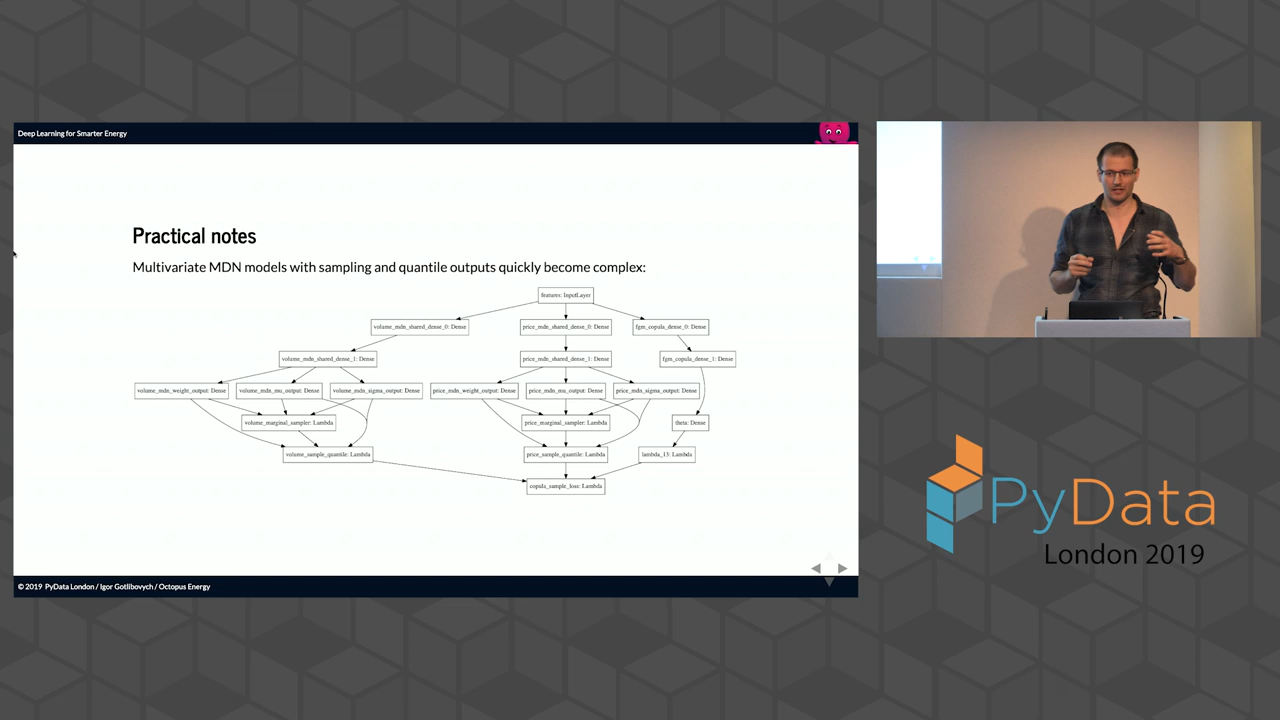 Deep Learning for Smarter Energy
Practical notes
Multivariate MDN models with sampling and quantile outputs quickly become complex:
features: InputLayer
volume_mdn_shared_dense_0: Dense
price_mdn_shared_dense_0: Dense
fgm_copula_dense_0: Dense
volume_mdn_shared_dense_1: Dense
price_mdn_shared_dense_1: Dense
fgm_copula_dense_1: Dense
volume_mdn_weight_output: Dense
volume_mdn_mu_output: Dense
volume_mdn_sigma_output: Dense
price_mdn_weight_output: Dense
price_mdn_mu_output: Dense
price_mdn_sigma_output: Dense
volume_marginal_sampler: Lambda
price_marginal_sampler: Lambda
theta: Dense
volume_sample_quantile: Lambda
price_sample_quantile: Lambda
lambda_13: Lambda
copula_sample_loss: Lambda
© 2019 PyData London / Igor Gotlibovych / Octopus Energy
PyData
London 2019